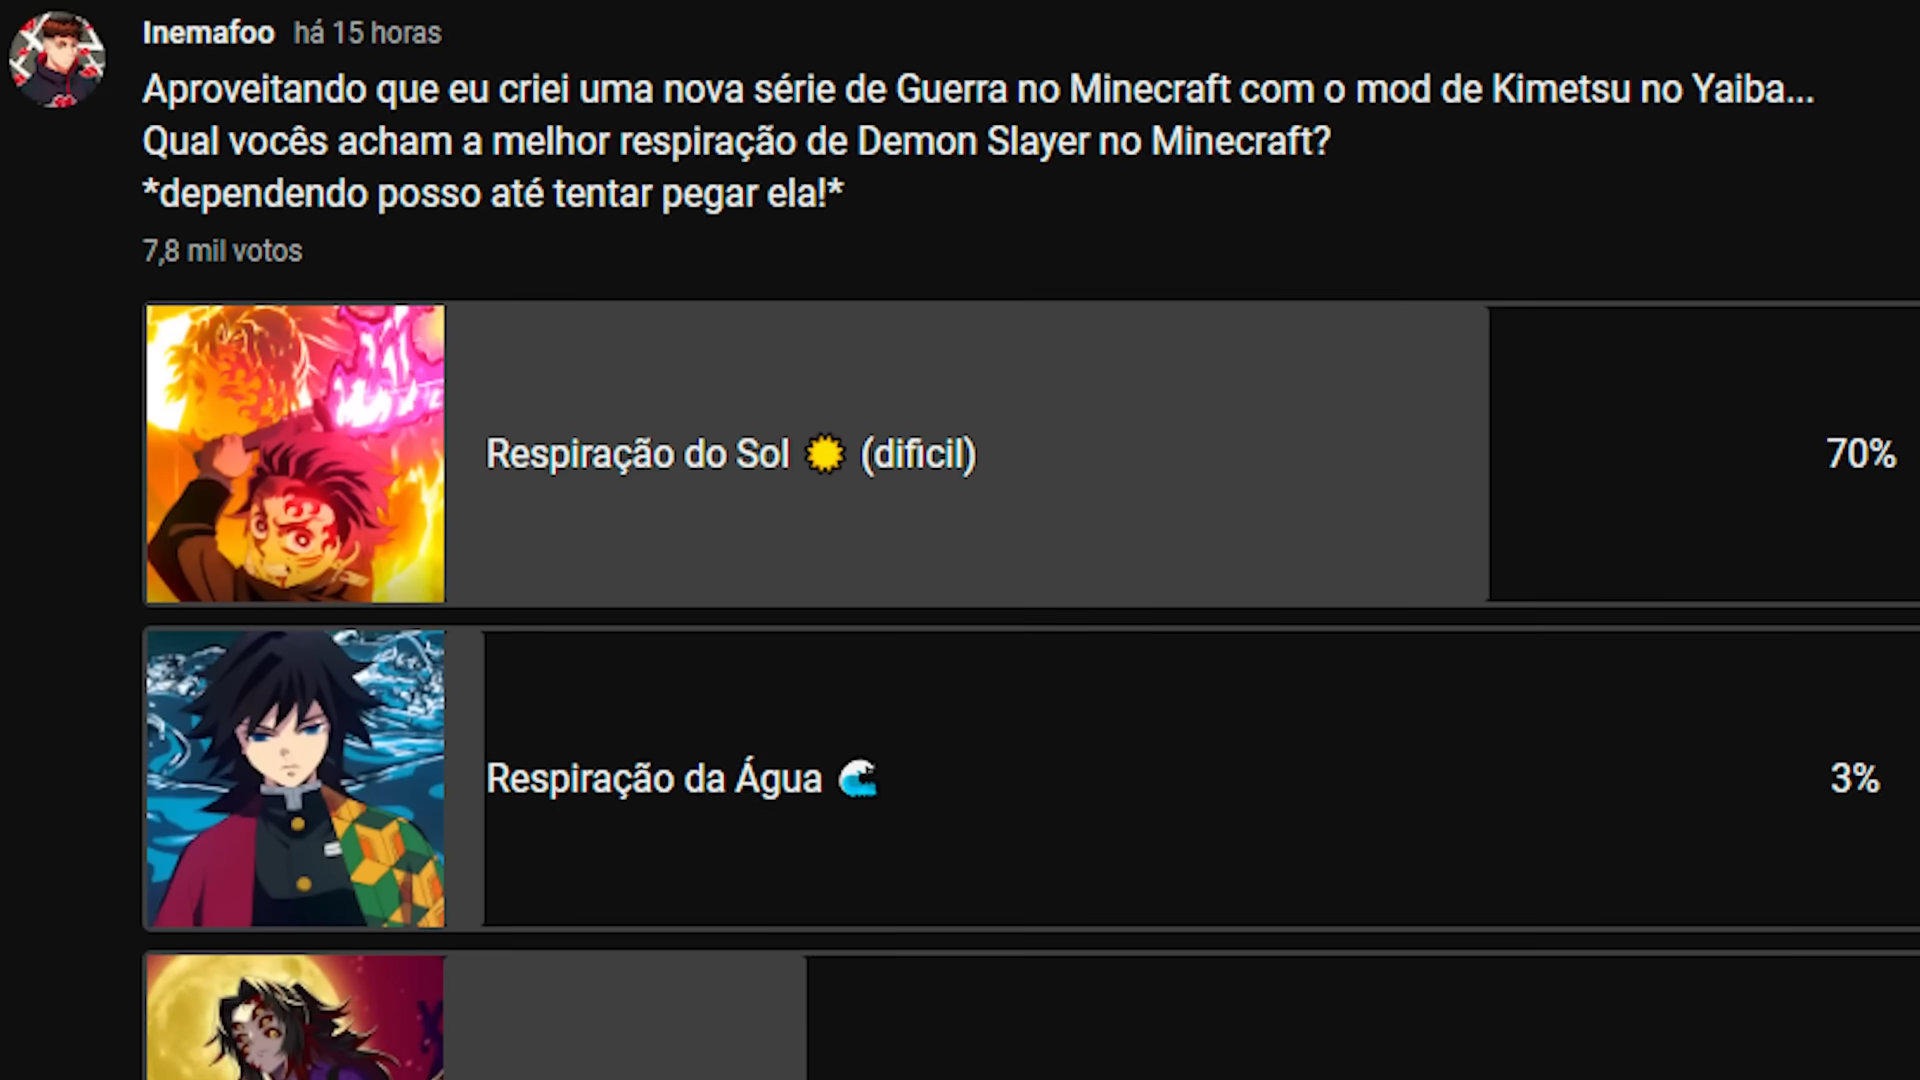 Inemafoo há 15 horas
Aproveitando que eu criei uma nova série de Guerra no Minecraft com o mod de Kimetsu no Yaiba...
Qual vocês acham a melhor respiração de Demon Slayer no Minecraft?
*dependendo posso até tentar pegar ela!*
7,8 mil votos
Respiração do Sol (dificil) 70%
Respiração da Água 3%